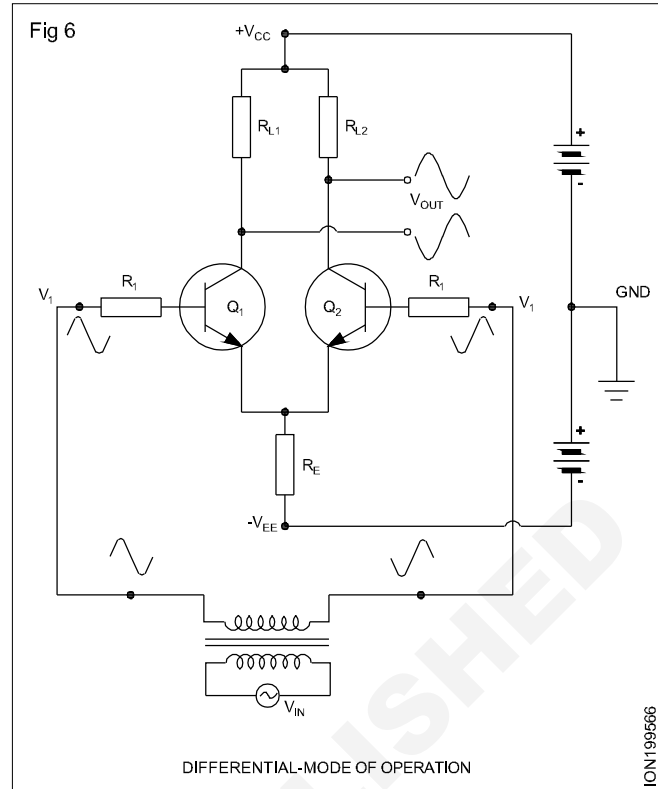 Fig 6
+VCC
RL1
RL2
+
-
VOUT
R1
R1
V1
Q1
Q2
V1
GND
+
-
RE
-VEE
VIN
DIFFERENTIAL-MODE OF OPERATION
ION199566
LISHED